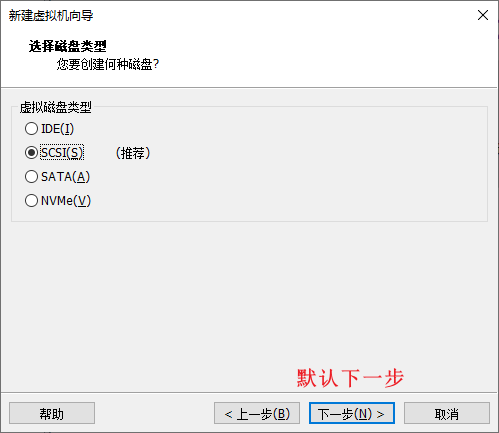 新建虚拟机向导
选择磁盘类型
您要创建何种磁盘?
虚拟磁盘类型
IDE(I)
SCSI(S) （推荐）
SATA(A)
NVMe(V)
默认下一步
帮助 < 上一步(B) 下一步(N) > 取消